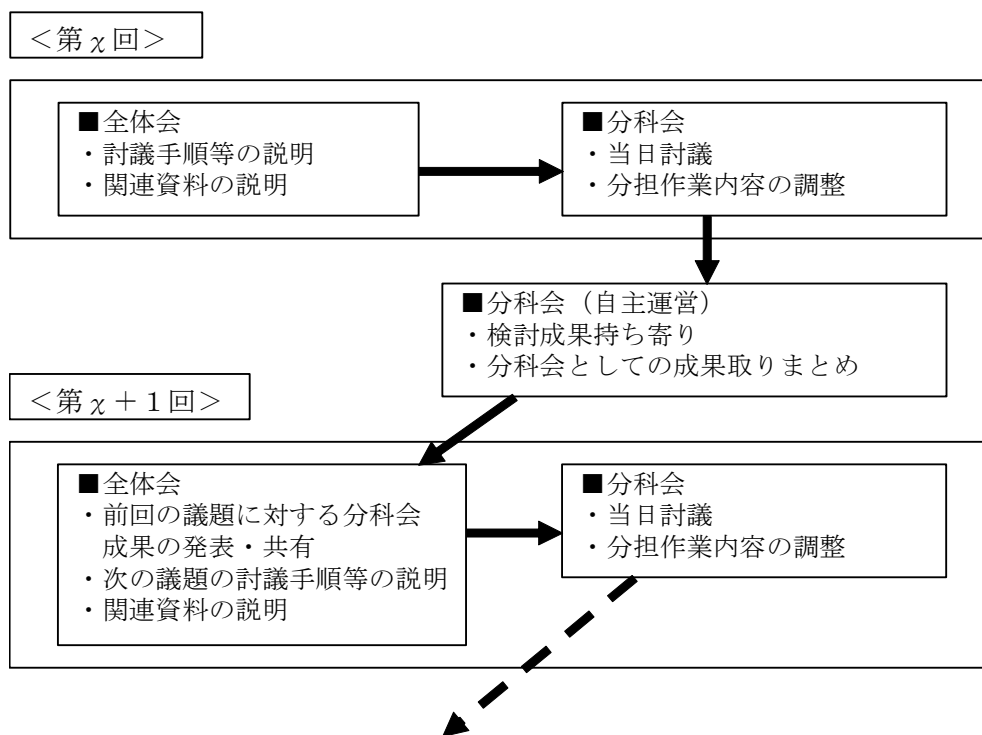 ＜第χ回＞
■全体会
・討議手順等の説明
・関連資料の説明
■分科会
・当日討議
・分担作業内容の調整
■分科会（自主運営）
・検討成果持ち寄り
・分科会としての成果取りまとめ
＜第χ＋１回＞
■全体会
・前回の議題に対する分科会
成果の発表・共有
・次の議題の討議手順等の説明
・関連資料の説明
■分科会
・当日討議
・分担作業内容の調整